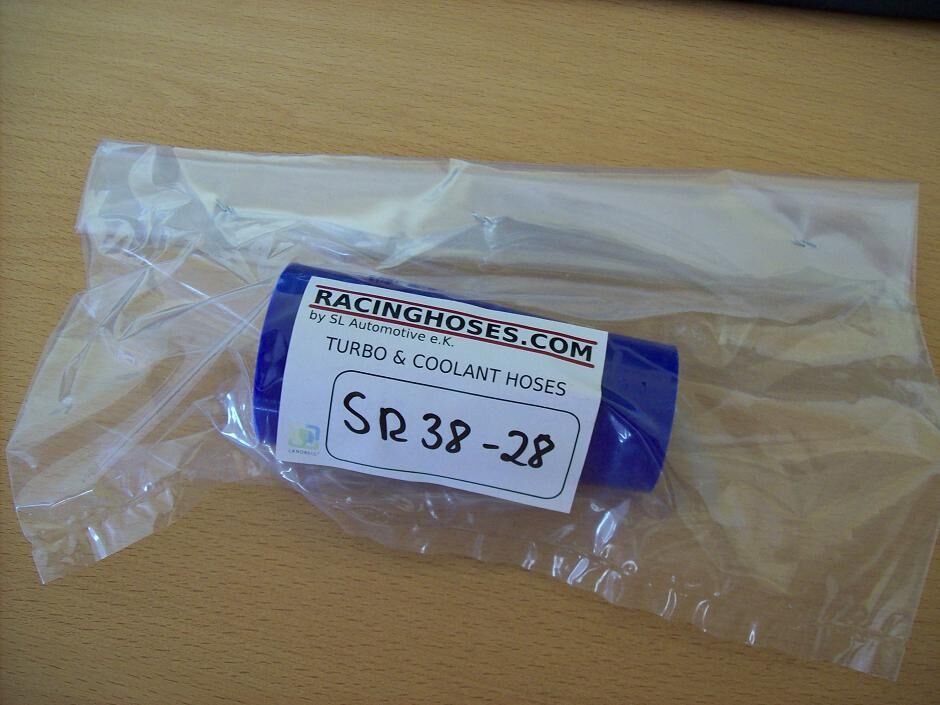 RACINGHOSES.COM
by SL Automotive e.K.
TURBO & COOLANT HOSES
SR 38-28